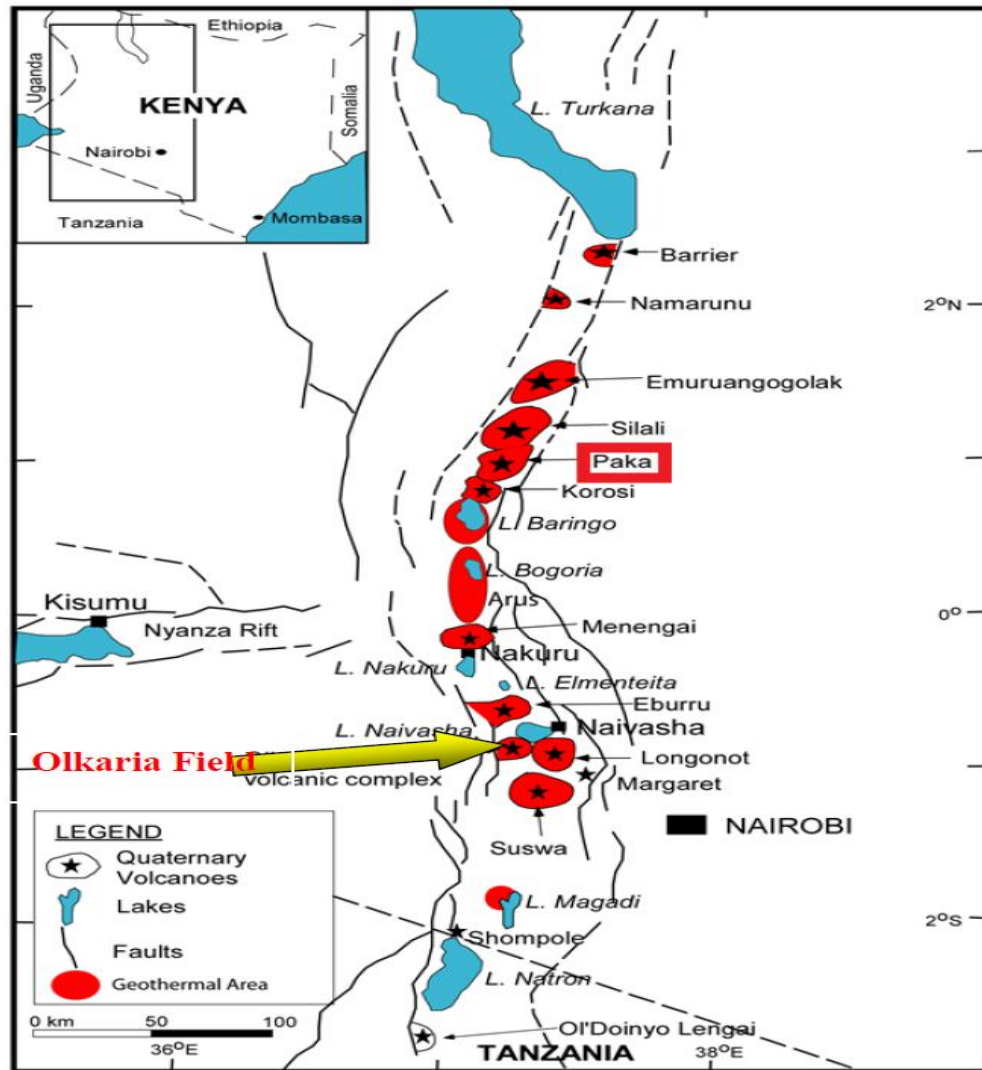 Ethiopia
Uganda
KENYA
Somalia
Nairobi
Tanzania
Mombasa
L. Turkana
Barrier
Namarunu
2°N
Emuruangogolak
Silali
Paka
Korosi
L. Baringo
L. Bogoria
Arus
Kisumu
0°
Nyanza Rift
Menengai
Nakuru
L. Nakuru
L. Elmenteita
Eburru
L. Naivasha
Naivasha
Olkaria Field
volcanic complex
Longonot
Margaret
NAIROBI
Suswa
LEGEND
Quaternary
Volcanoes
Lakes
Faults
Geothermal Area
0 km 50 100
L. Magadi
2°S
Shompole
L. Natron
Ol'Doinyo Lengai
36°E
TANZANIA
38°E